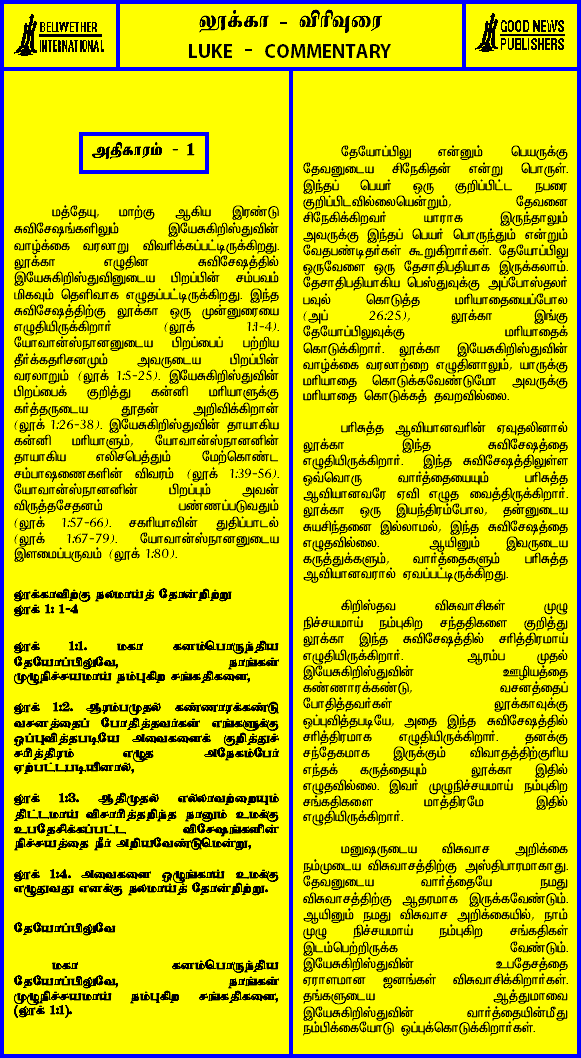 BELLWETHER
INTERNATIONAL
லூக்கா - விரிவுரை
LUKE - COMMENTARY
GOOD NEWS
PUBLISHERS
அதிகாரம் - 1
மத்தேயு, மாற்கு ஆகிய இரண்டு
சுவிசேஷங்களிலும் இயேசுகிறிஸ்துவின்
வாழ்க்கை வரலாறு விவரிக்கப்பட்டிருக்கிறது.
லூக்கா எழுதின சுவிசேஷத்தில்
இயேசுகிறிஸ்துவினுடைய பிறப்பின் சம்பவம்
மிகவும் தெளிவாக எழுதப்பட்டிருக்கிறது. இந்த
சுவிசேஷத்திற்கு லூக்கா ஒரு முன்னுரையை
எழுதியிருக்கிறார் (லூக் 1:1-4).
யோவான்ஸ்நானனுடைய பிறப்பைப் பற்றிய
தீர்க்கதரிசனமும் அவருடைய பிறப்பின்
வரலாறும் (லூக் 1:5-25). இயேசுகிறிஸ்துவின்
பிறப்பைக் குறித்து கன்னி மரியாளுக்கு
கர்த்தருடைய தூதன் அறிவிக்கிறான்
(லூக் 1:26-38). இயேசுகிறிஸ்துவின் தாயாகிய
கன்னி மரியாளும், யோவான்ஸ்நானனின்
தாயாகிய எலிசபெத்தும் மேற்கொண்ட
சம்பாஷணைகளின் விவரம் (லூக் 1:39-56).
யோவான்ஸ்நானனின் பிறப்பும் அவன்
விருத்தசேதனம் பண்ணப்படுவதும்
(லூக் 1:57-66). சகரியாவின் துதிப்பாடல்
(லூக் 1:67-79). யோவான்ஸ்நானனுடைய
இளமைப்பருவம் (லூக் 1:80).
லூக்காவிற்கு நலமாய்த் தோன்றிற்று
லூக் 1: 1-4
லூக் 1:1. மகா கனம்பொருந்திய
தேயோப்பிலுவே, நாங்கள்
முழுநிச்சயமாய் நம்புகிற சங்கதிகளை,
லூக் 1:2. ஆரம்பமுதல் கண்ணாரக்கண்டு
வசனத்தைப் போதித்தவர்கள் எங்களுக்கு
ஒப்புவித்தபடியே அவைகளைக் குறித்துச்
சரித்திரம் எழுத அநேகம்பேர்
ஏற்பட்டபடியினால்,
லூக் 1:3. ஆதிமுதல் எல்லாவற்றையும்
திட்டமாய் விசாரித்தறிந்த நானும் உமக்கு
உபதேசிக்கப்பட்ட விசேஷங்களின்
நிச்சயத்தை நீர் அறியவேண்டுமென்று,
லூக் 1:4. அவைகளை ஒழுங்காய் உமக்கு
எழுதுவது எனக்கு நலமாய்த் தோன்றிற்று.
தேயோப்பிலுவே
மகா கனம்பொருந்திய
தேயோப்பிலுவே, நாங்கள்
முழுநிச்சயமாய் நம்புகிற சங்கதிகளை,
(லூக் 1:1).
தேயோப்பிலு என்னும் பெயருக்கு
தேவனுடைய சிநேகிதன் என்று பொருள்.
இந்தப் பெயர் ஒரு குறிப்பிட்ட நபரை
குறிப்பிடவில்லையென்றும், தேவனை
சிநேகிக்கிறவர் யாராக இருந்தாலும்
அவருக்கு இந்தப் பெயர் பொருந்தும் என்றும்
வேதபண்டிதர்கள் கூறுகிறார்கள். தேயோப்பிலு
ஒருவேளை ஒரு தேசாதிபதியாக இருக்கலாம்.
தேசாதிபதியாகிய பெஸ்துவுக்கு அப்போஸ்தலர்
பவுல் கொடுத்த மரியாதையைப்போல
(அப் 26:25), லூக்கா இங்கு
தேயோப்பிலுவுக்கு மரியாதைக்
கொடுக்கிறார். லூக்கா இயேசுகிறிஸ்துவின்
வாழ்க்கை வரலாற்றை எழுதினாலும், யாருக்கு
மரியாதை கொடுக்கவேண்டுமோ அவருக்கு
மரியாதை கொடுக்கத் தவறவில்லை.
பரிசுத்த ஆவியானவரின் ஏவுதலினால்
லூக்கா இந்த சுவிசேஷத்தை
எழுதியிருக்கிறார். இந்த சுவிசேஷத்திலுள்ள
ஒவ்வொரு வார்த்தையையும் பரிசுத்த
ஆவியானவரே ஏவி எழுத வைத்திருக்கிறார்.
லூக்கா ஒரு இயந்திரம்போல, தன்னுடைய
சுயசிந்தனை இல்லாமல், இந்த சுவிசேஷத்தை
எழுதவில்லை. ஆயினும் இவருடைய
கருத்துக்களும், வார்த்தைகளும் பரிசுத்த
ஆவியானவரால் ஏவப்பட்டிருக்கிறது.
கிறிஸ்தவ விசுவாசிகள் முழு
நிச்சயமாய் நம்புகிற சந்ததிகளை குறித்து
லூக்கா இந்த சுவிசேஷத்தில் சரித்திரமாய்
எழுதியிருக்கிறார். ஆரம்ப முதல்
இயேசுகிறிஸ்துவின் ஊழியத்தை
கண்ணாரக்கண்டு, வசனத்தைப்
போதித்தவர்கள் லூக்காவுக்கு
ஒப்புவித்தபடியே, அதை இந்த சுவிசேஷத்தில்
சரித்திரமாக எழுதியிருக்கிறார். தனக்கு
சந்தேகமாக இருக்கும் விவாதத்திற்குரிய
எந்தக் கருத்தையும் லூக்கா இதில்
எழுதவில்லை. இவர் முழுநிச்சயமாய் நம்புகிற
சங்கதிகளை மாத்திரமே இதில்
எழுதியிருக்கிறார்.
மனுஷருடைய விசுவாச அறிக்கை
நம்முடைய விசுவாசத்திற்கு அஸ்திபாரமாகாது.
தேவனுடைய வார்த்தையே நமது
விசுவாசத்திற்கு ஆதரமாக இருக்கவேண்டும்.
ஆயினும் நமது விசுவாச அறிக்கையில், நாம்
முழு நிச்சயமாய் நம்புகிற சங்கதிகள்
இடம்பெற்றிருக்க வேண்டும்.
இயேசுகிறிஸ்துவின் உபதேசத்தை
ஏராளமான ஜனங்கள் விசுவாசிக்கிறார்கள்.
தங்களுடைய ஆத்துமாவை
இயேசுகிறிஸ்துவின் வார்த்தையின்மீது
நம்பிக்கையோடு ஒப்புக்கொடுக்கிறார்கள்.